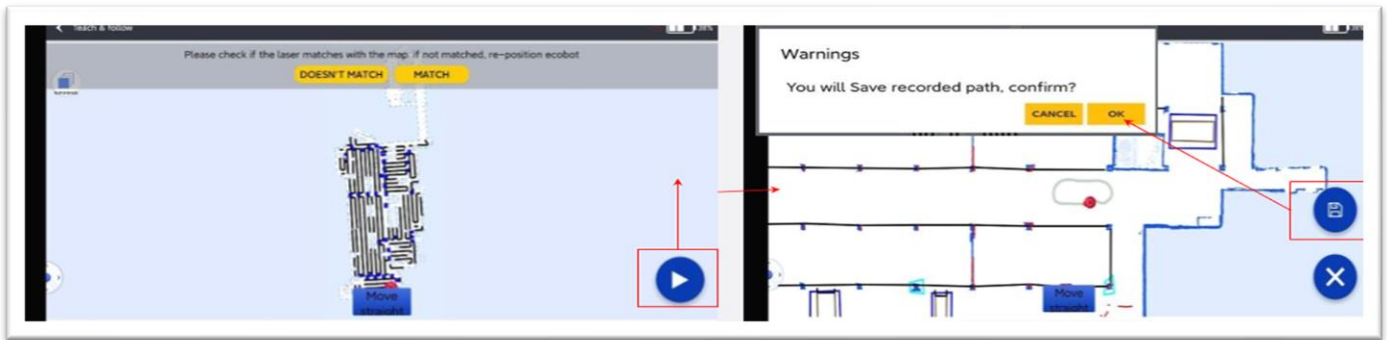 Teach & follow
Please check if the laser matches with the map, if not matched, re-position ecobot
DOESN'T MATCH
MATCH
Move
straight
Warnings
You will Save recorded path, confirm?
CANCEL
OK
Move
straight